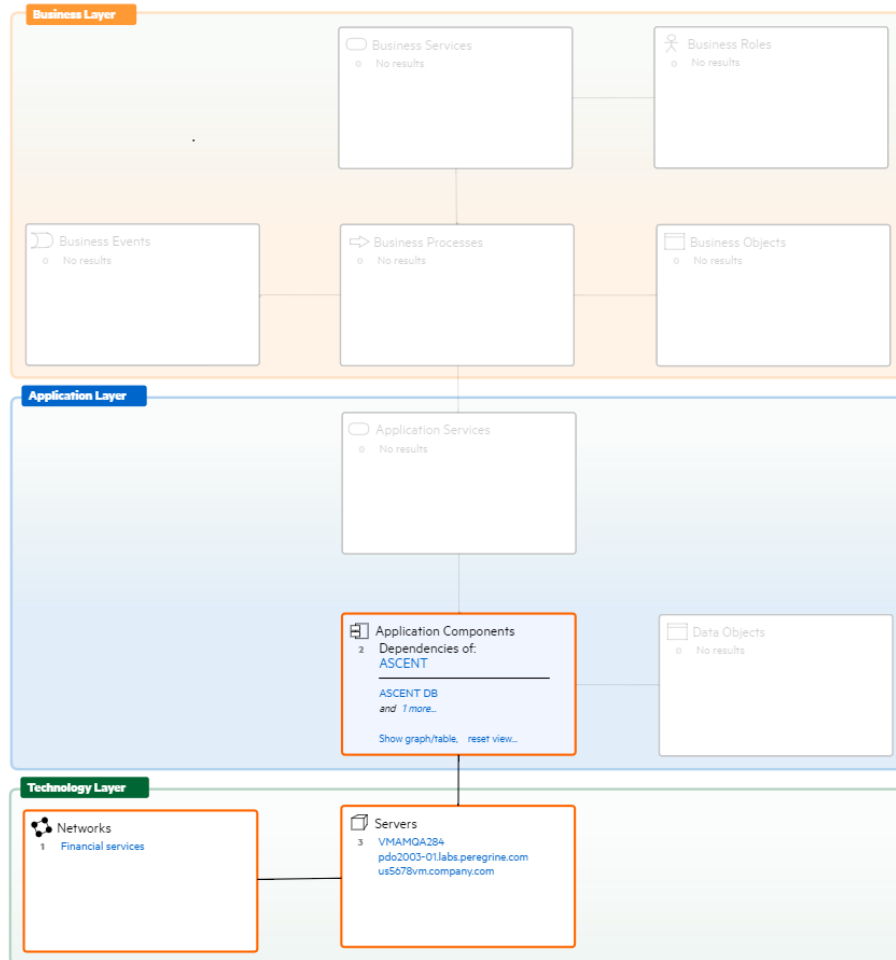 Business Layer
Business Services
0 No results
Business Roles
0 No results
Business Events
0 No results
Business Processes
0 No results
Business Objects
0 No results
Application Layer
Application Services
0 No results
Application Components
2 Dependencies of:
ASCENT
ASCENT DB
and 1 more...
Show graph/table, reset view...
Data Objects
0 No results
Technology Layer
Networks
1 Financial services
Servers
3 VMAMQA284
pdo2003-01.labs.peregrine.com
us5678vm.company.com